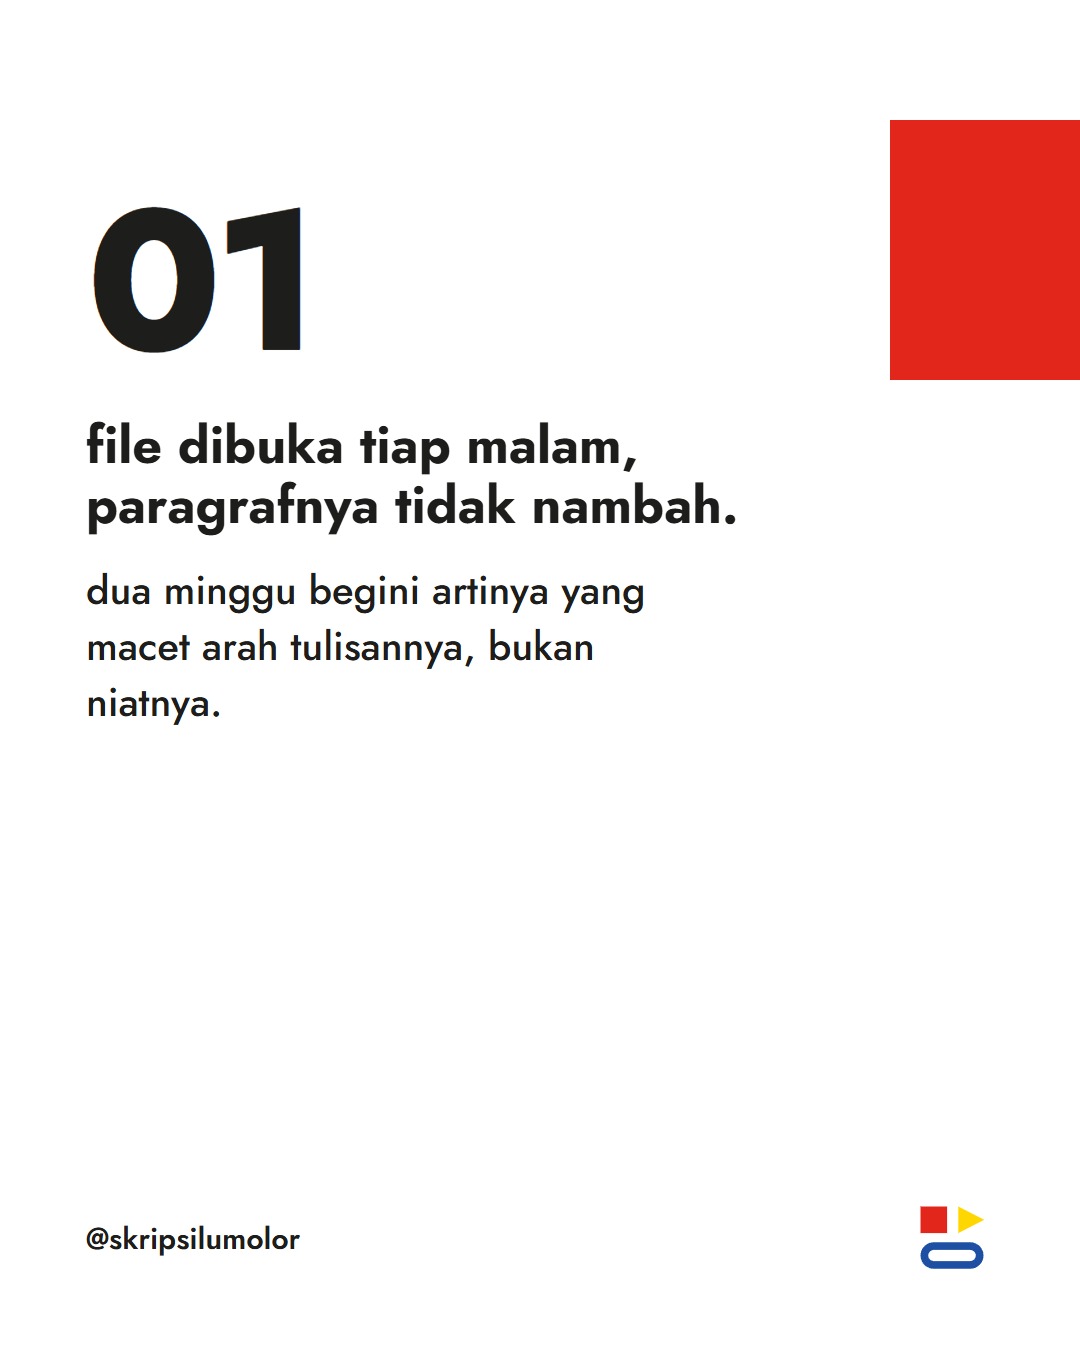 01
file dibuka tiap malam,
paragrafnya tidak nambah.
dua minggu begini artinya yang
macet arah tulisannya, bukan
niatnya.
@skripsilumolor